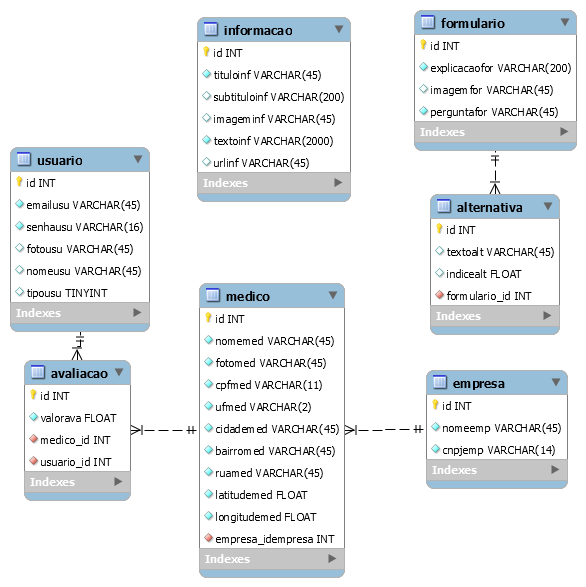 informacao
id INT
tituloinf VARCHAR(45)
subtituloinf VARCHAR(200)
imageminf VARCHAR(45)
textoinf VARCHAR(2000)
urlinf VARCHAR(45)
Indexes
formulario
id INT
explicacaofor VARCHAR(200)
imagemfor VARCHAR(45)
perguntafor VARCHAR(45)
Indexes
usuario
id INT
emailusu VARCHAR(45)
senhausu VARCHAR(16)
fotousu VARCHAR(45)
nomeusu VARCHAR(45)
tipousu TINYINT
Indexes
alternativa
id INT
textoalt VARCHAR(45)
indicealt FLOAT
formulario_id INT
Indexes
medico
id INT
nomemed VARCHAR(45)
fotomed VARCHAR(45)
cpfmed VARCHAR(11)
ufmed VARCHAR(2)
cidademed VARCHAR(45)
bairromed VARCHAR(45)
ruamed VARCHAR(45)
latitudemed FLOAT
longitudemed FLOAT
empresa_idempresa INT
Indexes
avaliacao
id INT
valorava FLOAT
medico_id INT
usuario_id INT
Indexes
empresa
id INT
nomeemp VARCHAR(45)
cnpjemp VARCHAR(14)
Indexes